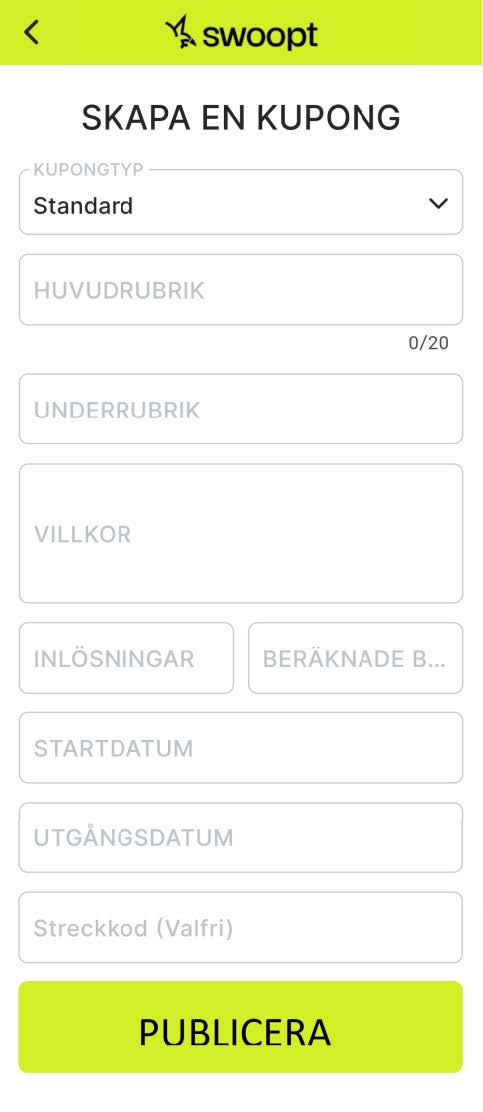 swoopt
SKAPA EN KUPONG
KUPONGTYP
Standard
HUVUDRUBRIK
0/20
UNDERRUBRIK
VILLKOR
INLÖSNINGAR
BERÄKNADE B...
STARTDATUM
UTGÅNGSDATUM
Streckkod (Valfri)
PUBLICERA